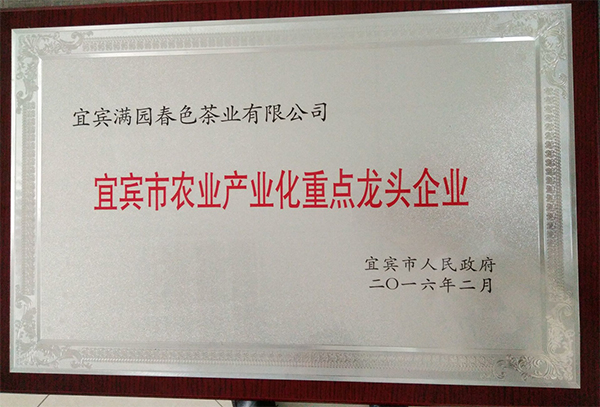 宜宾满园春色茶业有限公司
宜宾市农业产业化重点龙头企业
宜宾市人民政府
二〇一六年二月